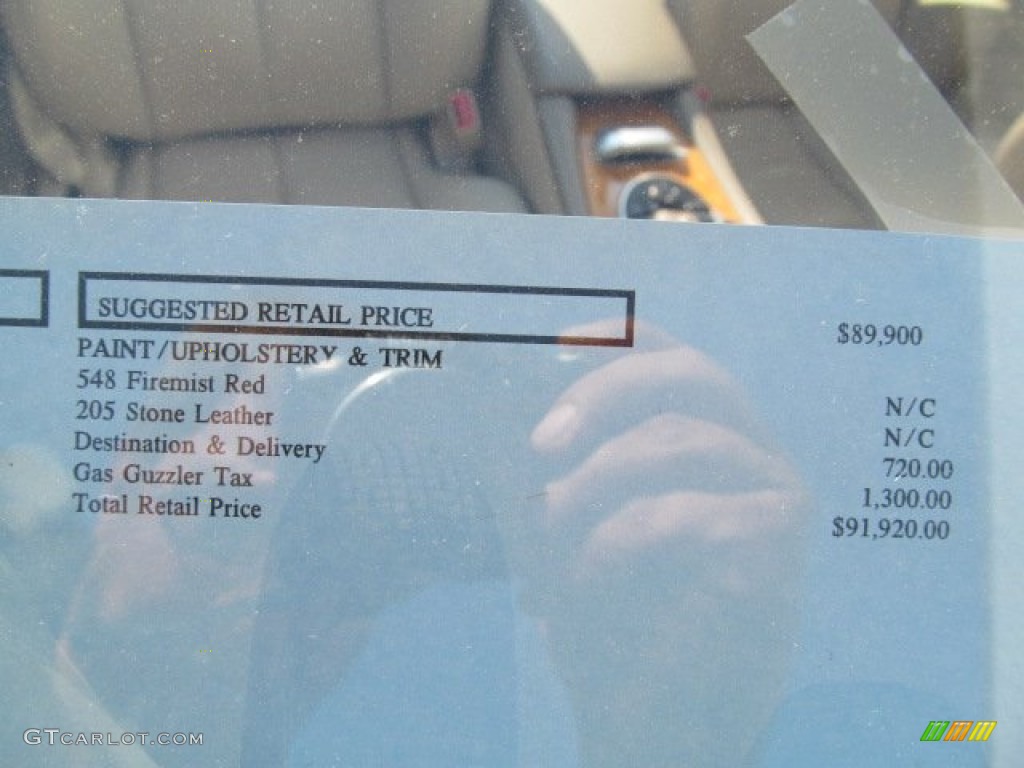 SUGGESTED RETAIL PRICE $89,900
PAINT/UPHOLSTERY & TRIM
548 Firemist Red N/C
205 Stone Leather N/C
Destination & Delivery 720.00
Gas Guzzler Tax 1,300.00
Total Retail Price $91,920.00
GTCARLOT.COM